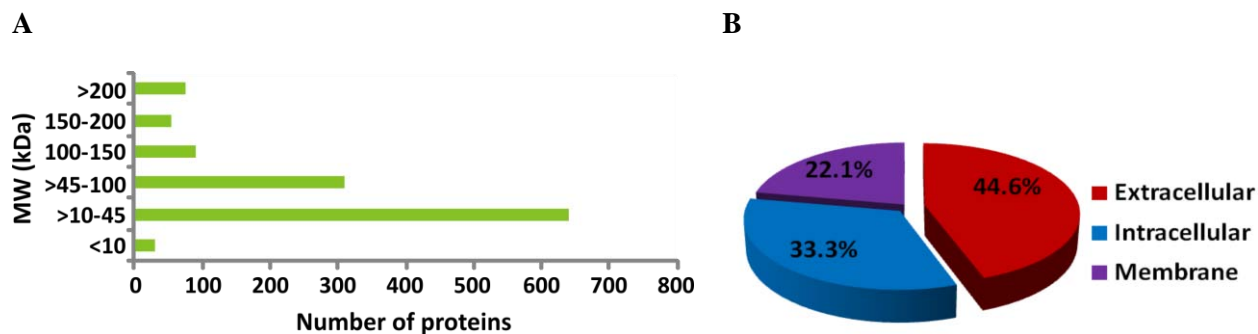 A
MW (kDa)
>200
150-200
100-150
>45-100
>10-45
<10
0 100 200 300 400 500 600 700 800
Number of proteins
B
22.1%
44.6%
33.3%
Extracellular
Intracellular
Membrane